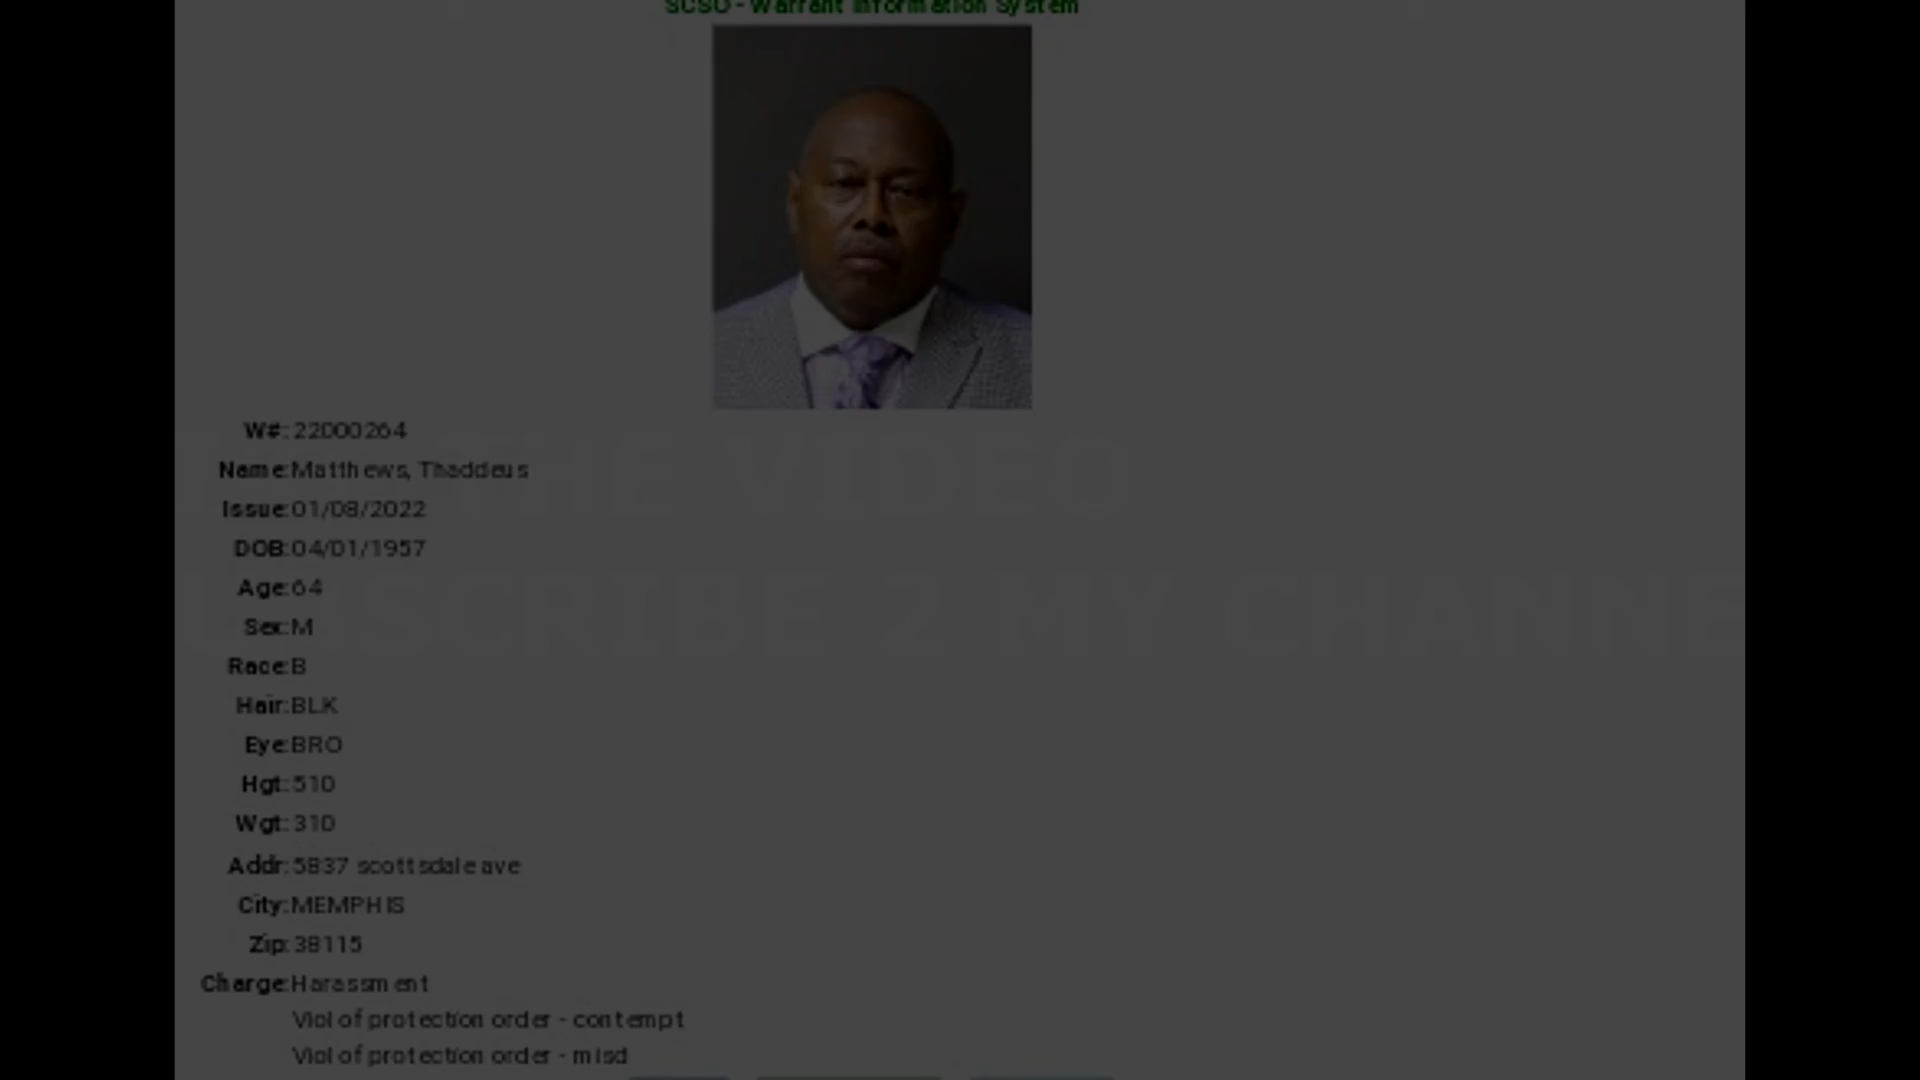 SCSO - Warrant Information System
W#: 22000264
Name: Matthews, Thaddeus
Issue: 01/08/2022
DOB: 04/01/1957
Age: 64
Sex: M
Race: B
Hair: BLK
Eye: BRO
Hgt: 510
Wgt: 310
Addr: 5837 scottsdale ave
City: MEMPHIS
Zip: 38115
Charge: Harassment
Viol of protection order - contempt
Viol of protection order - misd